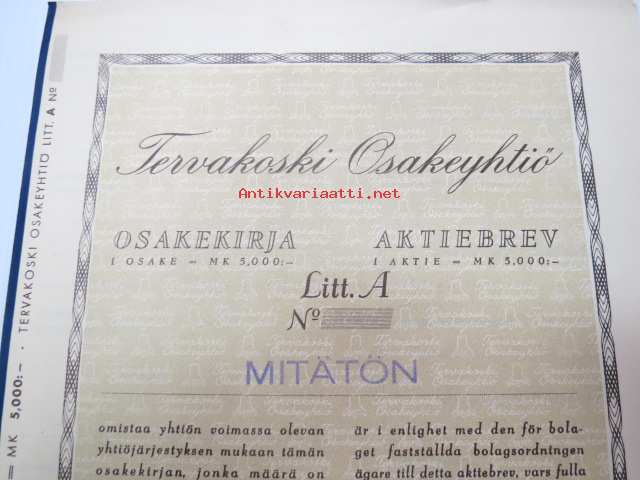 Tervakoski Osakeyhtiö
Antikvariaatti.net
OSAKEKIRJA
1 OSAKE = MK 5,000:-
AKTIEBREV
1 AKTIE = MK 5,000:-
Litt. A
Nº
MITÄTÖN
omistaa yhtiön voimassa olevan
yhtiöjärjestyksen mukaan tämän
osakekirjan, jonka määrä on
är i enlighet med den för bola-
get fastställda bolagsordningen
ägare till detta aktiebrev, vars fulla
= MK 5,000:- · TERVAKOSKI OSAKEYHTIÖ LITT. A Nº